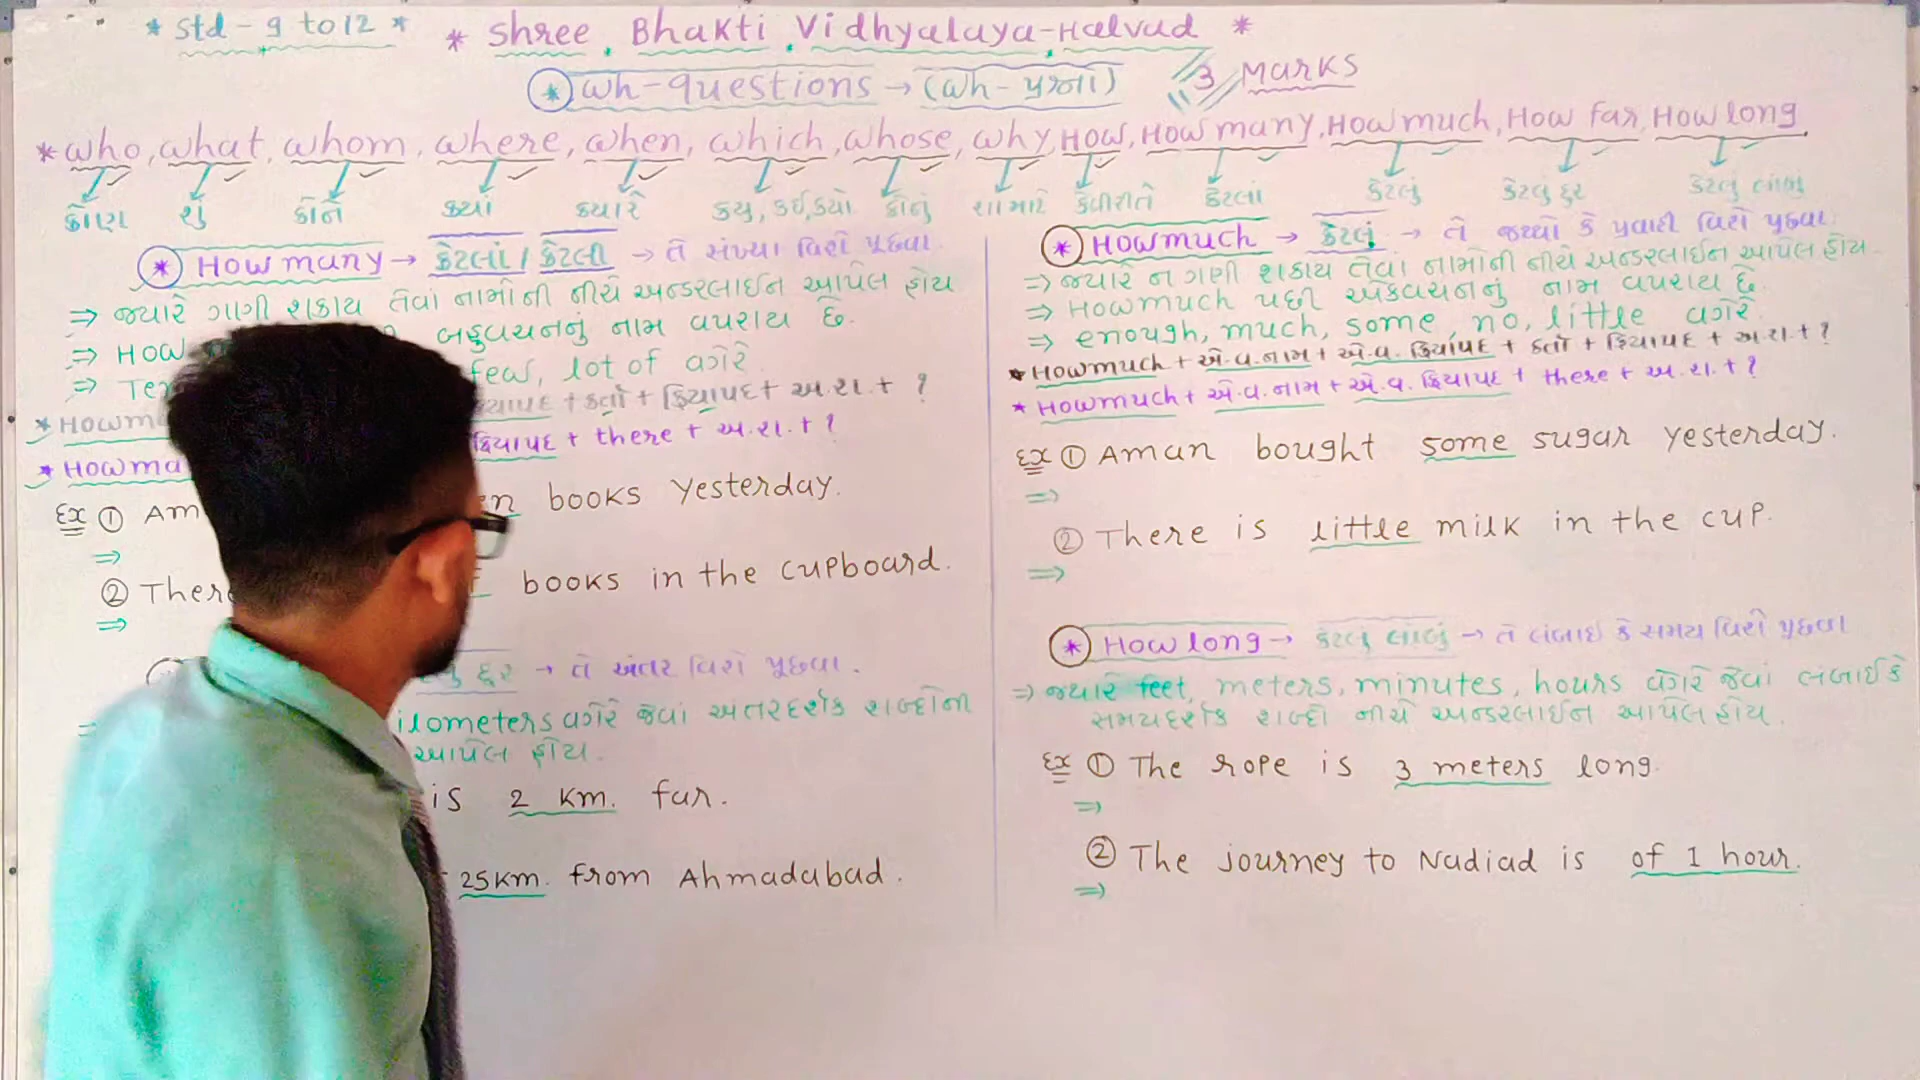 * Std - 9 to 12 *
* Shree Bhakti Vidhyalaya-Halvad *
* Wh-questions → (Wh- પ્રશ્નો) 3 Marks
* who, what, whom, where, when, which, whose, why, How, How many, How much, How far, How long
કોણ શું કોને ક્યાં ક્યારે કયુ, કઈ, કયો કોનું શા માટે કેવી રીતે કેટલાં કેટલું કેટલું દુર કેટલું લાંબુ
* How many → કેટલાં / કેટલી → તે સંખ્યા વિશે પૂછવા.
⇒ જ્યારે ગણી શકાય તેવાં નામોની નીચે અન્ડરલાઈન આપેલ હોય
⇒ How બહુવચનનું નામ વપરાય છે.
⇒ Te few, lot of વગેરે
* How m ક્રિયાપદ + કર્તા + ક્રિયાપદ + અ.શ. + ?
* How ma ક્રિયાપદ + there + અ.શ. + ?
Ex ① Am en books yesterday.
⇒
② There books in the cupboard.
⇒
દુર → તે અંતર વિશે પૂછવા.
ilometers વગેરે જેવાં અંતરદર્શક શબ્દોની
આપેલ હોય.
is 2 Km. far.
25Km. from Ahmadabad.
* How much → કેટલું → તે જથ્થો કે પ્રવાહી વિશે પૂછવા
⇒ જ્યારે ન ગણી શકાય તેવાં નામોની નીચે અન્ડરલાઈન આપેલ હોય
⇒ How much પછી એકવચનનું નામ વપરાય છે.
⇒ enough, much, some, no, little વગેરે
* How much + એ.વ. નામ + એ.વ. ક્રિયાપદ + કર્તા + ક્રિયાપદ + અ.શ. + ?
* How much + એ.વ. નામ + એ.વ. ક્રિયાપદ + there + અ.શ. + ?
Ex ① Aman bought some sugar yesterday.
⇒
② There is little milk in the cup.
⇒
* How long → કેટલું લાંબું → તે લંબાઈ કે સમય વિશે પૂછવા
⇒ જ્યારે feet, meters, minutes, hours વગેરે જેવાં લંબાઈ કે
સમયદર્શક શબ્દો નીચે અન્ડરલાઈન આપેલ હોય.
Ex ① The rope is 3 meters long.
⇒
② The journey to Nadiad is of 1 hour.
⇒